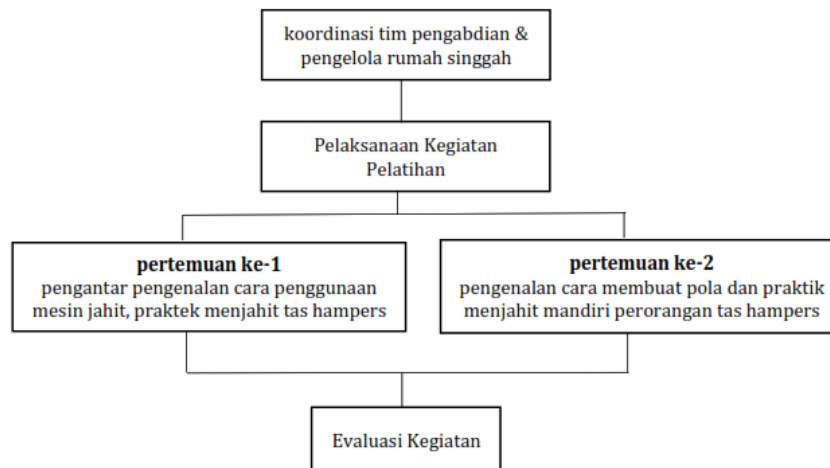 koordinasi tim pengabdian &
pengelola rumah singgah
Pelaksanaan Kegiatan
Pelatihan
pertemuan ke-1
pengantar pengenalan cara penggunaan
mesin jahit, praktek menjahit tas hampers
pertemuan ke-2
pengenalan cara membuat pola dan praktik
menjahit mandiri perorangan tas hampers
Evaluasi Kegiatan